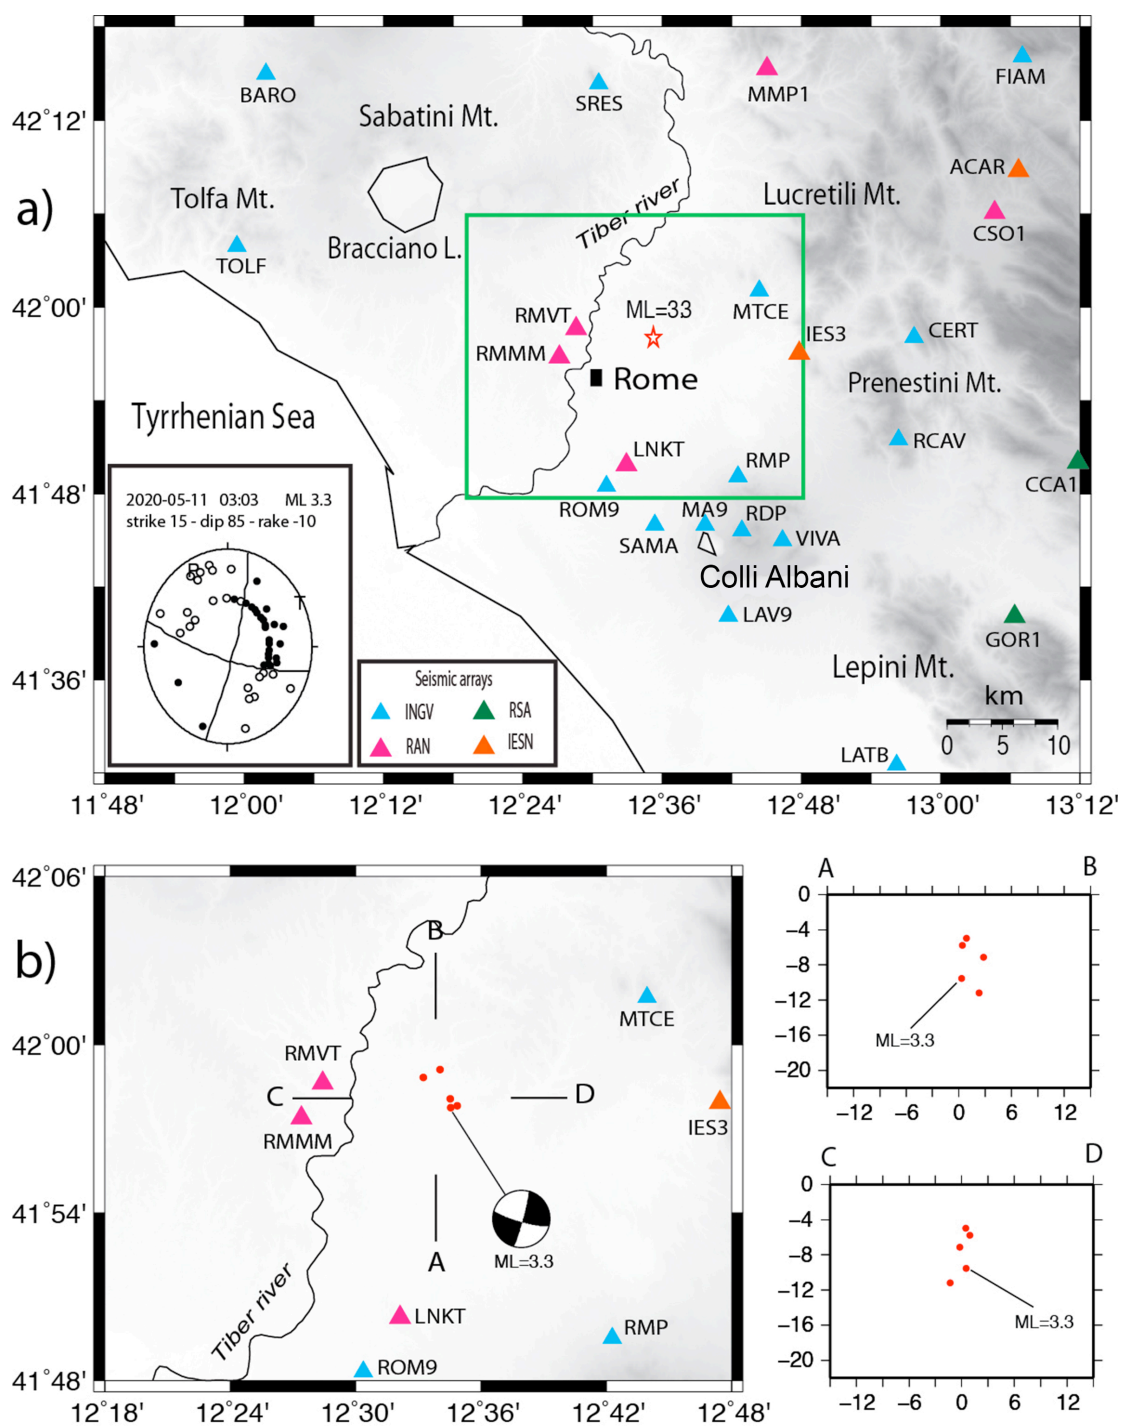 a)
BARO
Sabatini Mt.
SRES
MMP1
FIAM
42°12'
Tolfa Mt.
Tiber river
Lucretili Mt.
ACAR
CSO1
Bracciano L.
TOLF
42°00'
RMVT
ML=33
MTCE
IES3
CERT
RMMM
Rome
Prenestini Mt.
Tyrrhenian Sea
LNKT
RMP
RCAV
CCA1
41°48'
ROM9
MA9
RDP
SAMA
VIVA
Colli Albani
LAV9
GOR1
Lepini Mt.
2020-05-11 03:03 ML 3.3
strike 15 - dip 85 - rake -10
T
41°36'
Seismic arrays
INGV
RSA
RAN
IESN
km
0 5 10
LATB
11°48' 12°00' 12°12' 12°24' 12°36' 12°48' 13°00' 13°12'
b)
42°06'
B
MTCE
42°00'
RMVT
C
D
RMMM
IES3
41°54'
A
ML=3.3
Tiber river
LNKT
RMP
ROM9
41°48'
12°18' 12°24' 12°30' 12°36' 12°42' 12°48'
A B
0
−4
−8
−12
−16
−20
ML=3.3
−12 −6 0 6 12
C D
0
−4
−8
−12
−16
−20
ML=3.3
−12 −6 0 6 12